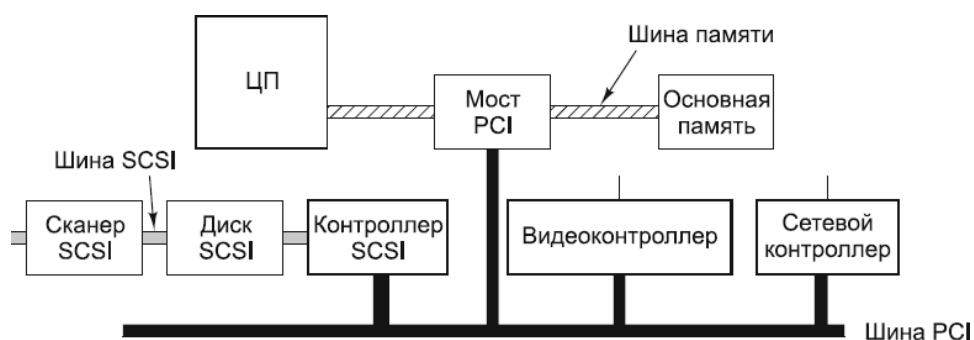 ЦП
Шина памяти
Мост
PCI
Основная
память
Шина SCSI
Сканер
SCSI
Диск
SCSI
Контроллер
SCSI
Видеоконтроллер
Сетевой
контроллер
Шина PCI